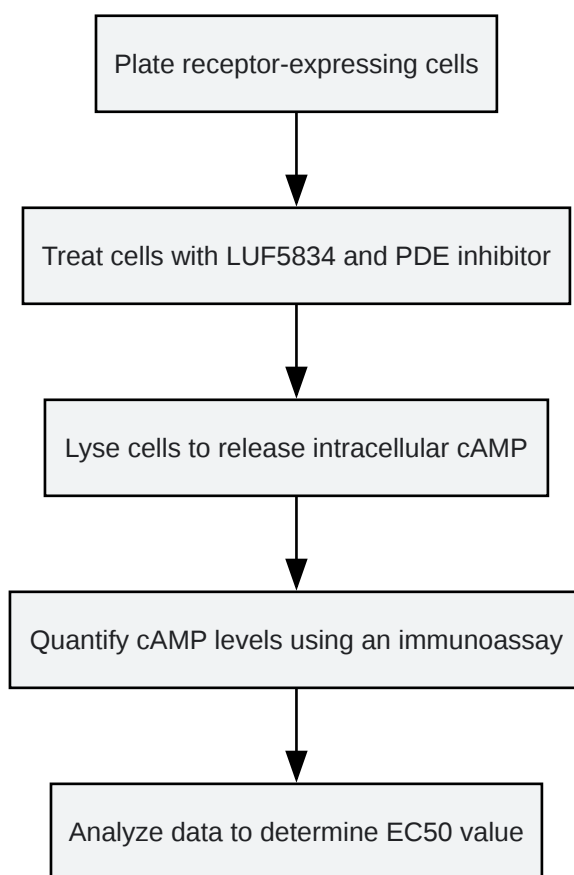 Plate receptor-expressing cells
Treat cells with LUF5834 and PDE inhibitor
Lyse cells to release intracellular cAMP
Quantify cAMP levels using an immunoassay
Analyze data to determine EC50 value